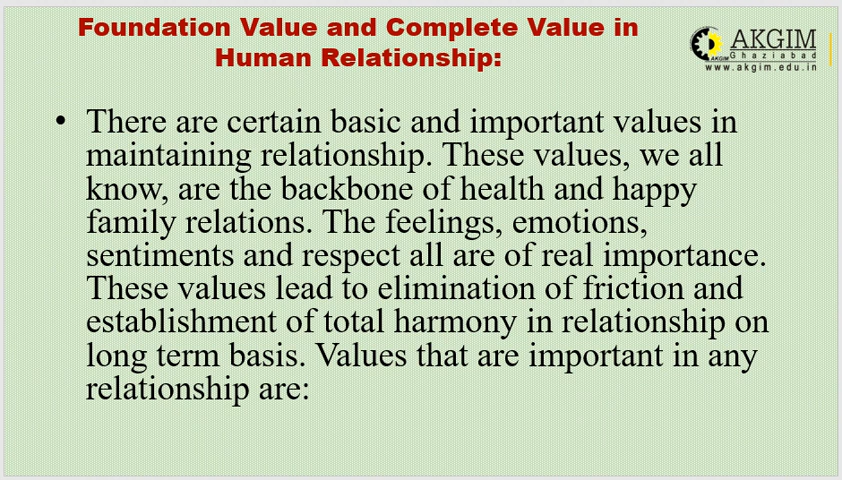 Foundation Value and Complete Value in
Human Relationship:
AKGIM
Ghaziabad
AKGIM
www.akgim.edu.in
• There are certain basic and important values in
maintaining relationship. These values, we all
know, are the backbone of health and happy
family relations. The feelings, emotions,
sentiments and respect all are of real importance.
These values lead to elimination of friction and
establishment of total harmony in relationship on
long term basis. Values that are important in any
relationship are: